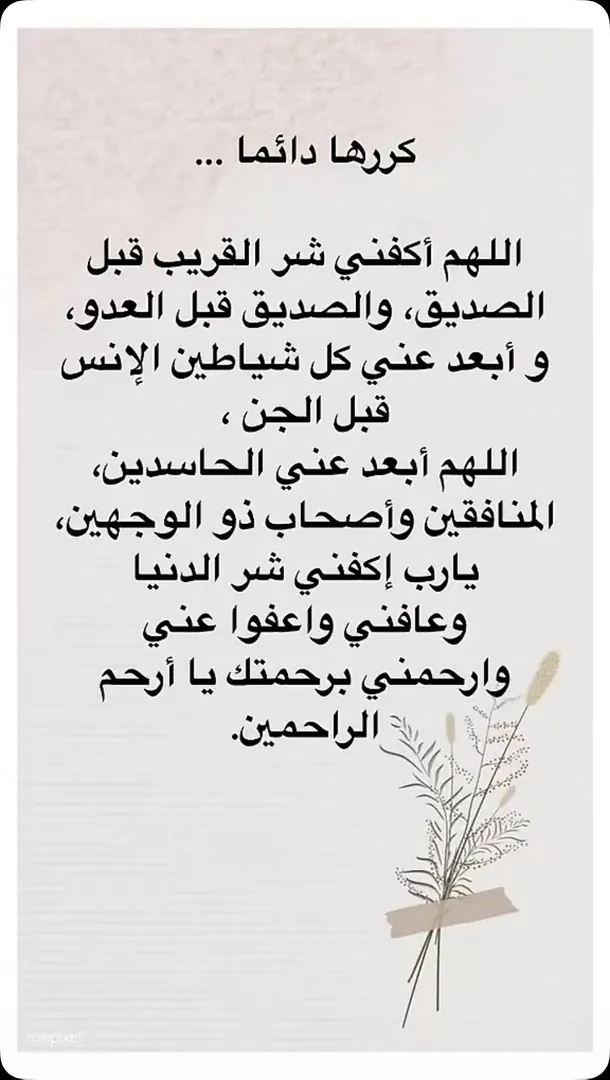 كررها دائما ...
اللهم أكفني شر القريب قبل
الصديق، والصديق قبل العدو،
و أبعد عني كل شياطين الإنس
قبل الجن ،
اللهم أبعد عني الحاسدين،
المنافقين وأصحاب ذو الوجهين،
يارب إكفني شر الدنيا
وعافني واعفوا عني
وارحمني برحمتك يا أرحم
الراحمين.
rawpixel